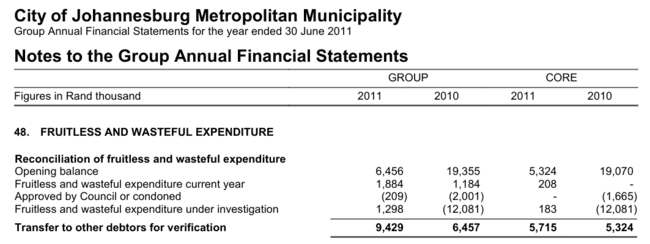 City of Johannesburg Metropolitan Municipality
Group Annual Financial Statements for the year ended 30 June 2011
Notes to the Group Annual Financial Statements
GROUP CORE
Figures in Rand thousand 2011 2010 2011 2010
48. FRUITLESS AND WASTEFUL EXPENDITURE
Reconciliation of fruitless and wasteful expenditure
Opening balance 6,456 19,355 5,324 19,070
Fruitless and wasteful expenditure current year 1,884 1,184 208 -
Approved by Council or condoned (209) (2,001) - (1,665)
Fruitless and wasteful expenditure under investigation 1,298 (12,081) 183 (12,081)
Transfer to other debtors for verification 9,429 6,457 5,715 5,324